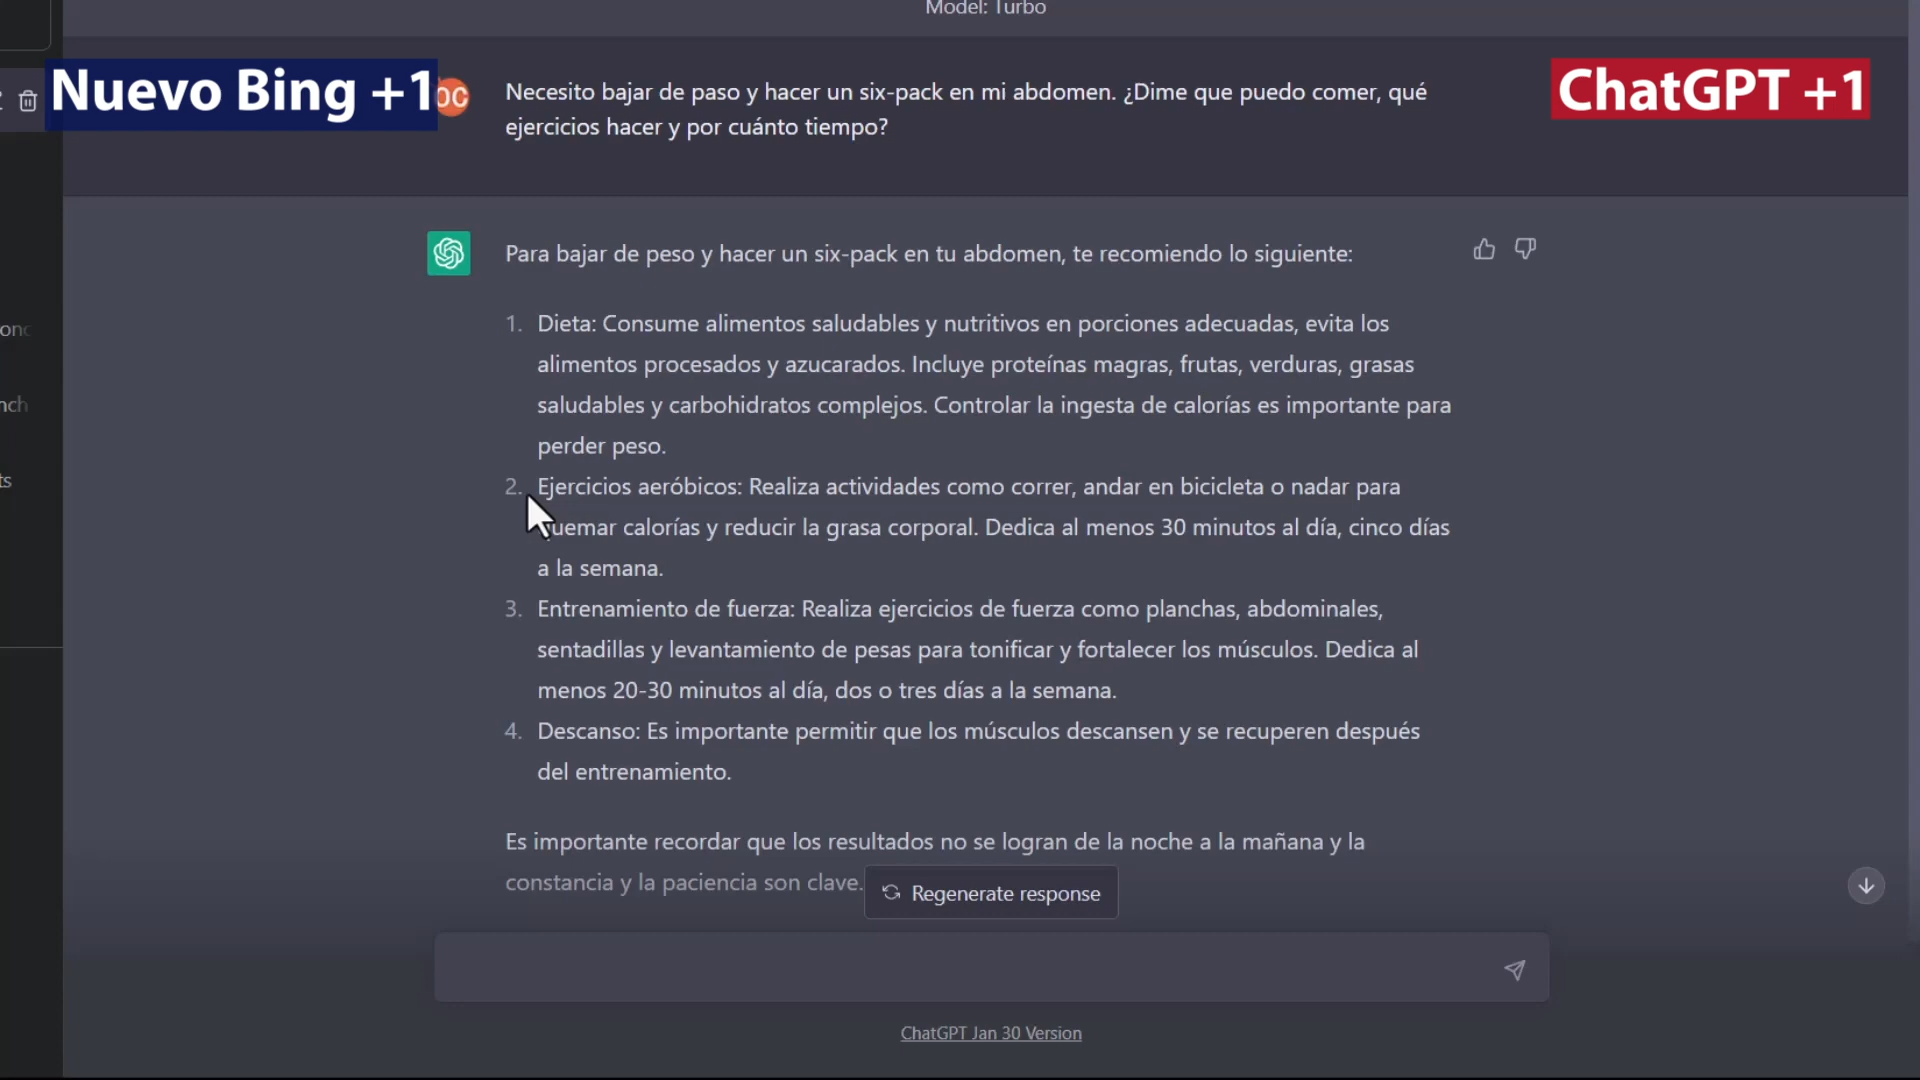 Model: Turbo
Nuevo Bing +1
OC
ChatGPT +1
Necesito bajar de paso y hacer un six-pack en mi abdomen. ¿Dime que puedo comer, qué
ejercicios hacer y por cuánto tiempo?
Para bajar de peso y hacer un six-pack en tu abdomen, te recomiendo lo siguiente:
1. Dieta: Consume alimentos saludables y nutritivos en porciones adecuadas, evita los
alimentos procesados y azucarados. Incluye proteínas magras, frutas, verduras, grasas
saludables y carbohidratos complejos. Controlar la ingesta de calorías es importante para
perder peso.
2. Ejercicios aeróbicos: Realiza actividades como correr, andar en bicicleta o nadar para
quemar calorías y reducir la grasa corporal. Dedica al menos 30 minutos al día, cinco días
a la semana.
3. Entrenamiento de fuerza: Realiza ejercicios de fuerza como planchas, abdominales,
sentadillas y levantamiento de pesas para tonificar y fortalecer los músculos. Dedica al
menos 20-30 minutos al día, dos o tres días a la semana.
4. Descanso: Es importante permitir que los músculos descansen y se recuperen después
del entrenamiento.
Es importante recordar que los resultados no se logran de la noche a la mañana y la
constancia y la paciencia son clave.
Regenerate response
ChatGPT Jan 30 Version